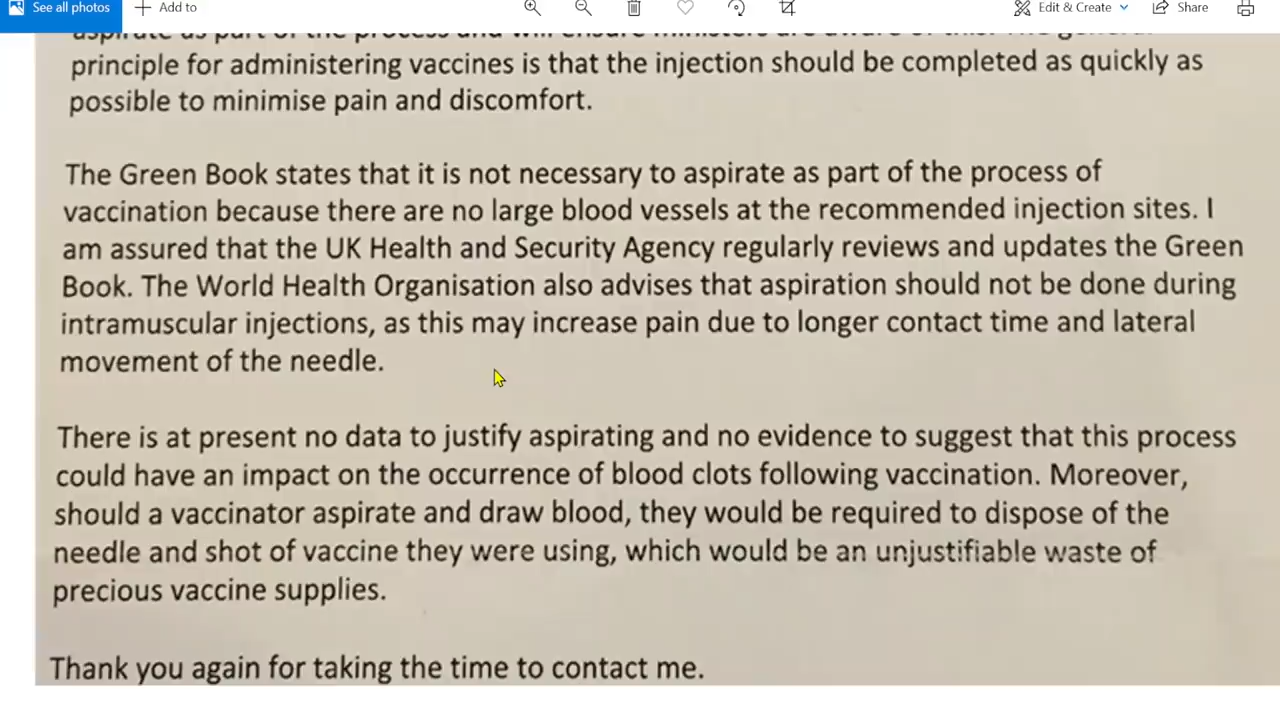 See all photos
Add to
Edit & Create
Share
principle for administering vaccines is that the injection should be completed as quickly as
possible to minimise pain and discomfort.
The Green Book states that it is not necessary to aspirate as part of the process of
vaccination because there are no large blood vessels at the recommended injection sites. I
am assured that the UK Health and Security Agency regularly reviews and updates the Green
Book. The World Health Organisation also advises that aspiration should not be done during
intramuscular injections, as this may increase pain due to longer contact time and lateral
movement of the needle.
There is at present no data to justify aspirating and no evidence to suggest that this process
could have an impact on the occurrence of blood clots following vaccination. Moreover,
should a vaccinator aspirate and draw blood, they would be required to dispose of the
needle and shot of vaccine they were using, which would be an unjustifiable waste of
precious vaccine supplies.
Thank you again for taking the time to contact me.